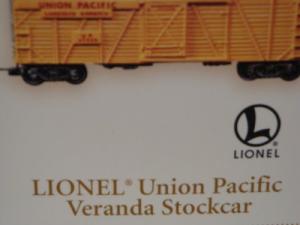 UNION PACIFIC
L
LIONEL
LIONEL® Union Pacific
Veranda Stockcar